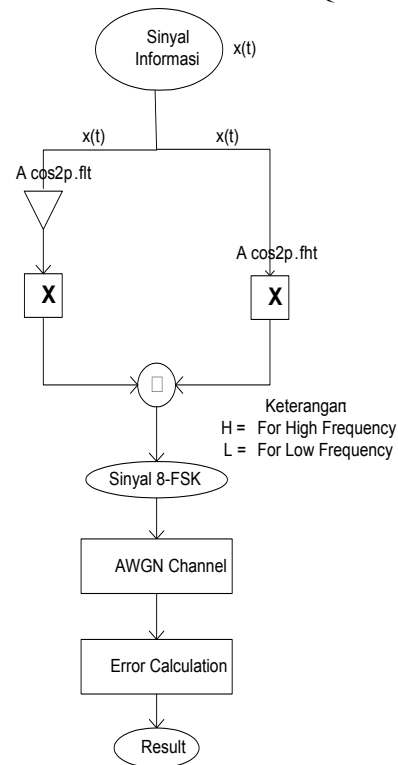 Sinyal
Informasi
x(t)
x(t)
x(t)
A cos2p.flt
A cos2p.fht
X
X
Keterangan:
H = For High Frequency
L = For Low Frequency
Sinyal 8-FSK
AWGN Channel
Error Calculation
Result